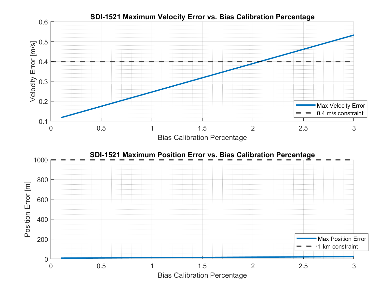 SDI-1521 Maximum Velocity Error vs. Bias Calibration Percentage
0.6
0.5
0.4
0.3
0.2
0.1
Velocity Error [m/s]
0 0.5 1 1.5 2 2.5 3
Bias Calibration Percentage
Max Velocity Error
0.4 m/s constraint
SDI-1521 Maximum Position Error vs. Bias Calibration Percentage
1000
800
600
400
200
0
Position Error [m]
0 0.5 1 1.5 2 2.5 3
Bias Calibration Percentage
Max Position Error
1 km constraint